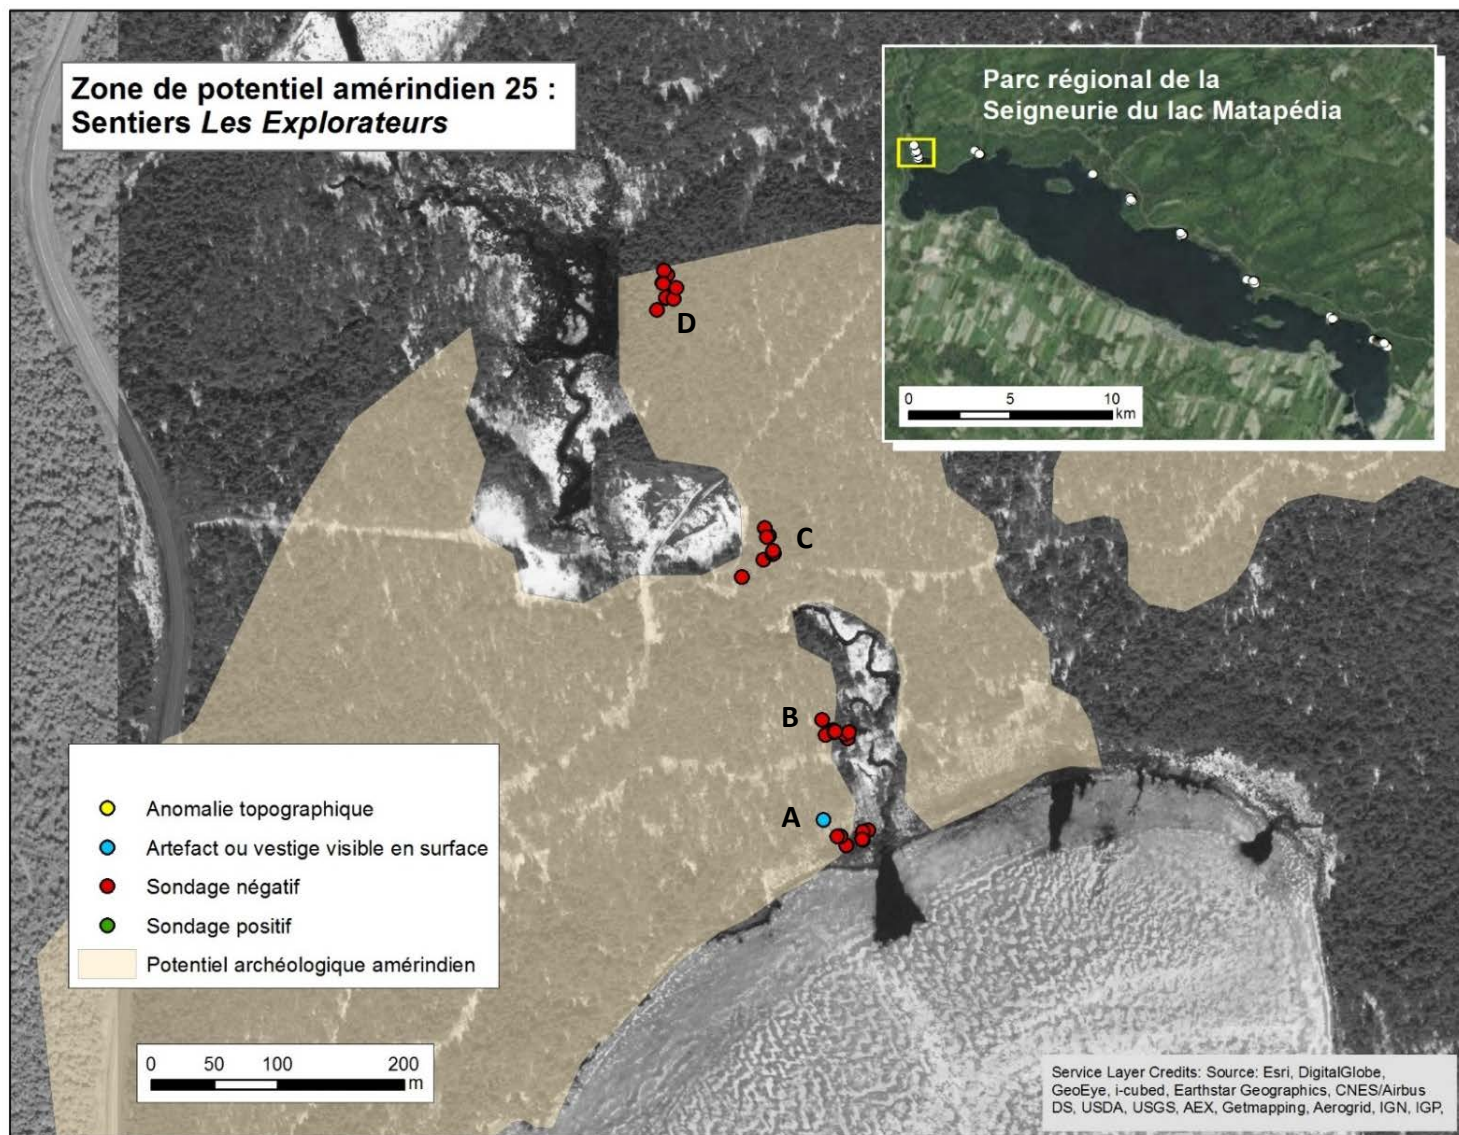 Zone de potentiel amérindien 25 :
Sentiers Les Explorateurs
Parc régional de la
Seigneurie du lac Matapédia
0 5 10
km
D
C
B
A
Anomalie topographique
Artefact ou vestige visible en surface
Sondage négatif
Sondage positif
Potentiel archéologique amérindien
0 50 100 200
m
Service Layer Credits: Source: Esri, DigitalGlobe,
GeoEye, i-cubed, Earthstar Geographics, CNES/Airbus
DS, USDA, USGS, AEX, Getmapping, Aerogrid, IGN, IGP,